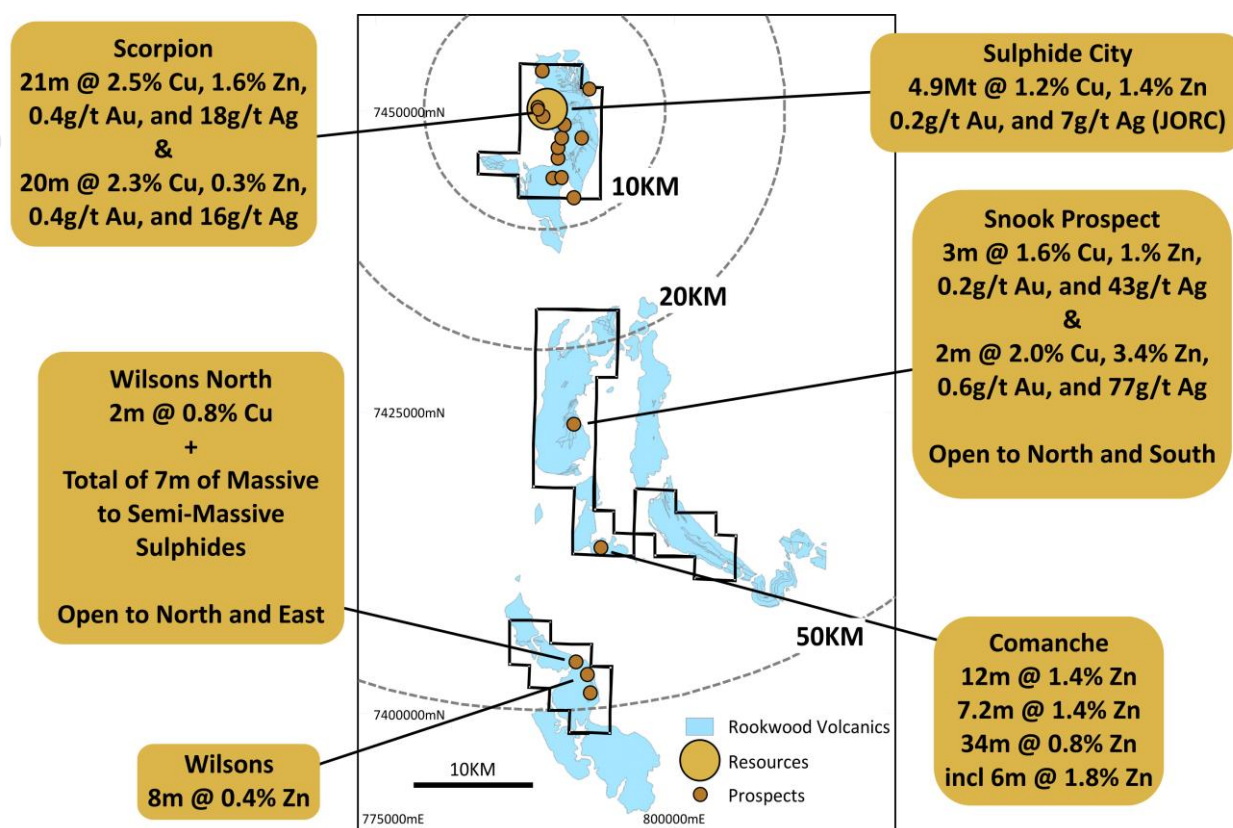 Scorpion
21m @ 2.5% Cu, 1.6% Zn,
0.4g/t Au, and 18g/t Ag
&
20m @ 2.3% Cu, 0.3% Zn,
0.4g/t Au, and 16g/t Ag
Sulphide City
4.9Mt @ 1.2% Cu, 1.4% Zn
0.2g/t Au, and 7g/t Ag (JORC)
Snook Prospect
3m @ 1.6% Cu, 1.% Zn,
0.2g/t Au, and 43g/t Ag
&
2m @ 2.0% Cu, 3.4% Zn,
0.6g/t Au, and 77g/t Ag
Open to North and South
Wilsons North
2m @ 0.8% Cu
+
Total of 7m of Massive
to Semi-Massive
Sulphides
Open to North and East
Wilsons
8m @ 0.4% Zn
Comanche
12m @ 1.4% Zn
7.2m @ 1.4% Zn
34m @ 0.8% Zn
incl 6m @ 1.8% Zn
7450000mN
10KM
20KM
7425000mN
50KM
7400000mN
Rookwood Volcanics
Resources
Prospects
10KM
775000mE
800000mE